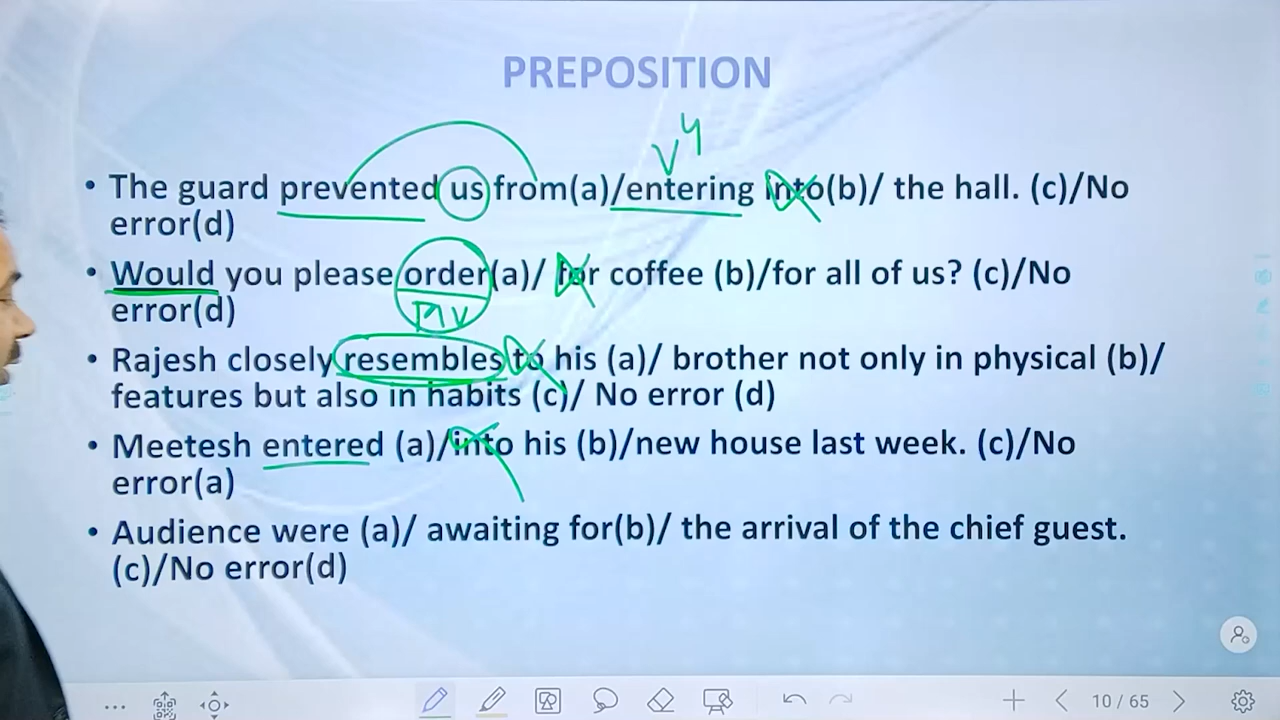 PREPOSITION
V4
• The guard prevented us from(a)/entering into(b)/ the hall. (c)/No
error(d)
• Would you please order(a)/ for coffee (b)/for all of us? (c)/No
error(d)
MV
• Rajesh closely resembles to his (a)/ brother not only in physical (b)/
features but also in habits (c)/ No error (d)
• Meetesh entered (a)/into his (b)/new house last week. (c)/No
error(a)
• Audience were (a)/ awaiting for(b)/ the arrival of the chief guest.
(c)/No error(d)
10 / 65